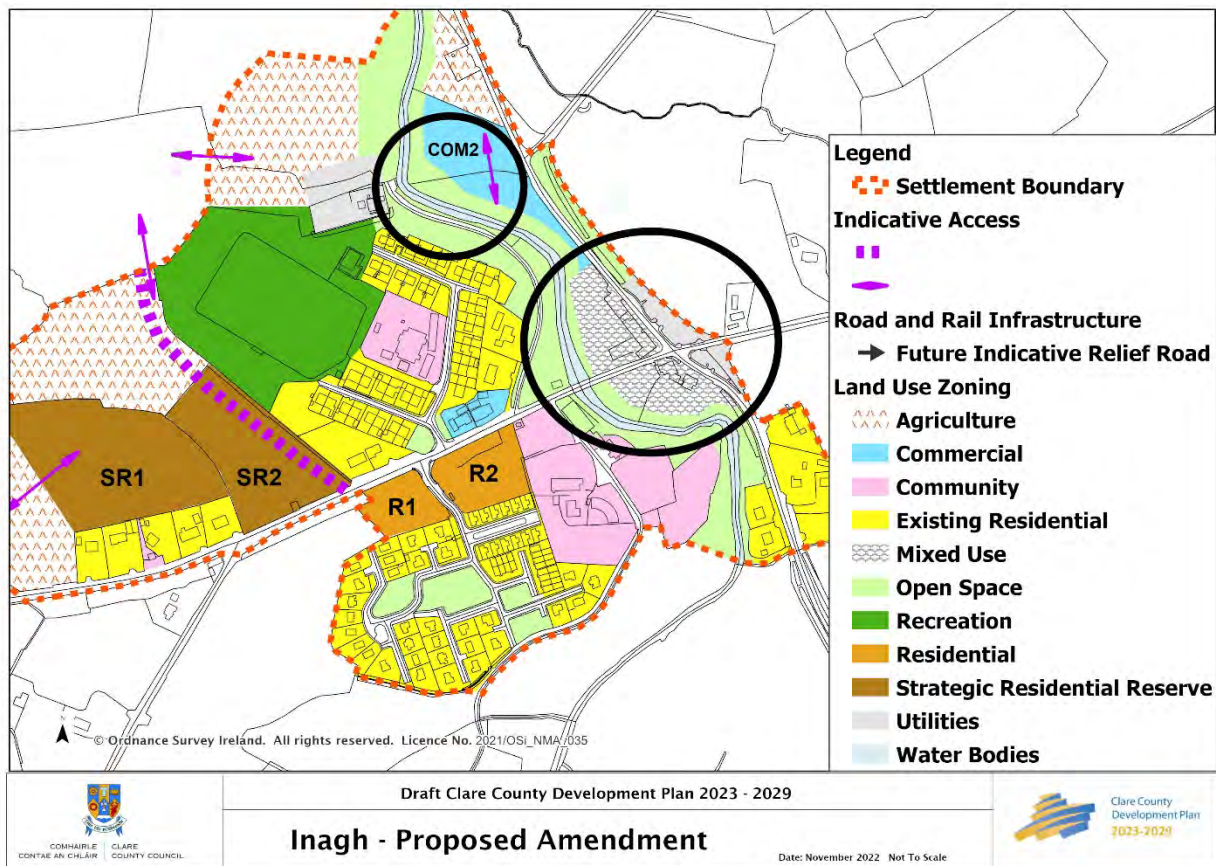 COM2
SR1
SR2
R1
R2
N
© Ordnance Survey Ireland. All rights reserved. Licence No. 2021/OSi_NMA_035
Legend
Settlement Boundary
Indicative Access
Road and Rail Infrastructure
Future Indicative Relief Road
Land Use Zoning
Agriculture
Commercial
Community
Existing Residential
Mixed Use
Open Space
Recreation
Residential
Strategic Residential Reserve
Utilities
Water Bodies
COMHAIRLE CONTAE AN CHLÁIR
CLARE COUNTY COUNCIL
Draft Clare County Development Plan 2023 - 2029
Inagh - Proposed Amendment
Date: November 2022 Not To Scale
Clare County
Development Plan
2023-2029